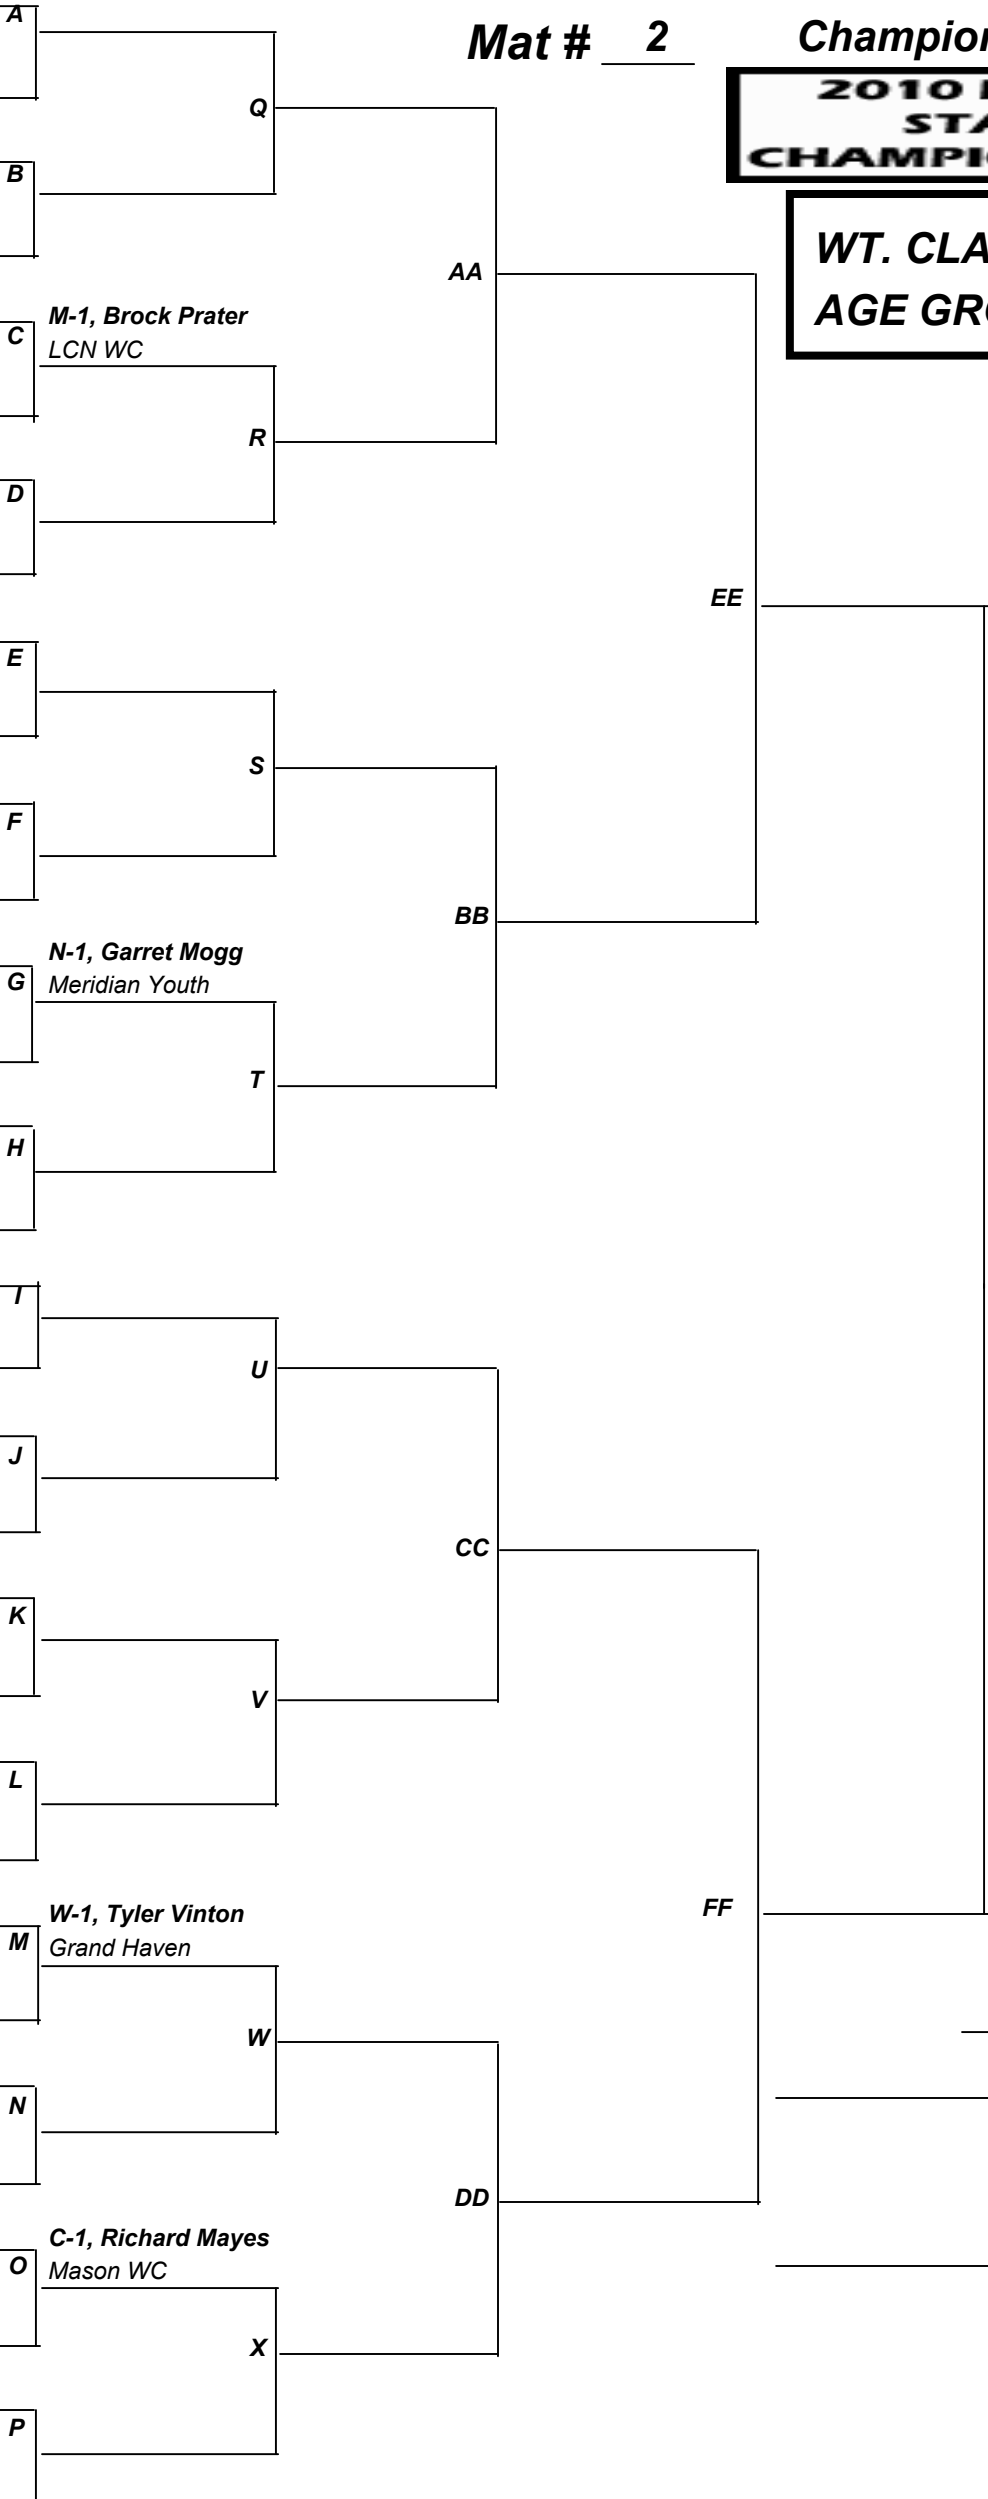 A
Mat # 2
Champion
2010
STA
CHAMPI
Q
B
WT. CLA
AA
AGE GR
M-1, Brock Prater
C
LCN WC
R
D
EE
E
S
F
BB
N-1, Garret Mogg
G
Meridian Youth
T
H
I
U
J
CC
K
V
L
W-1, Tyler Vinton
FF
M
Grand Haven
W
N
DD
C-1, Richard Mayes
O
Mason WC
X
P